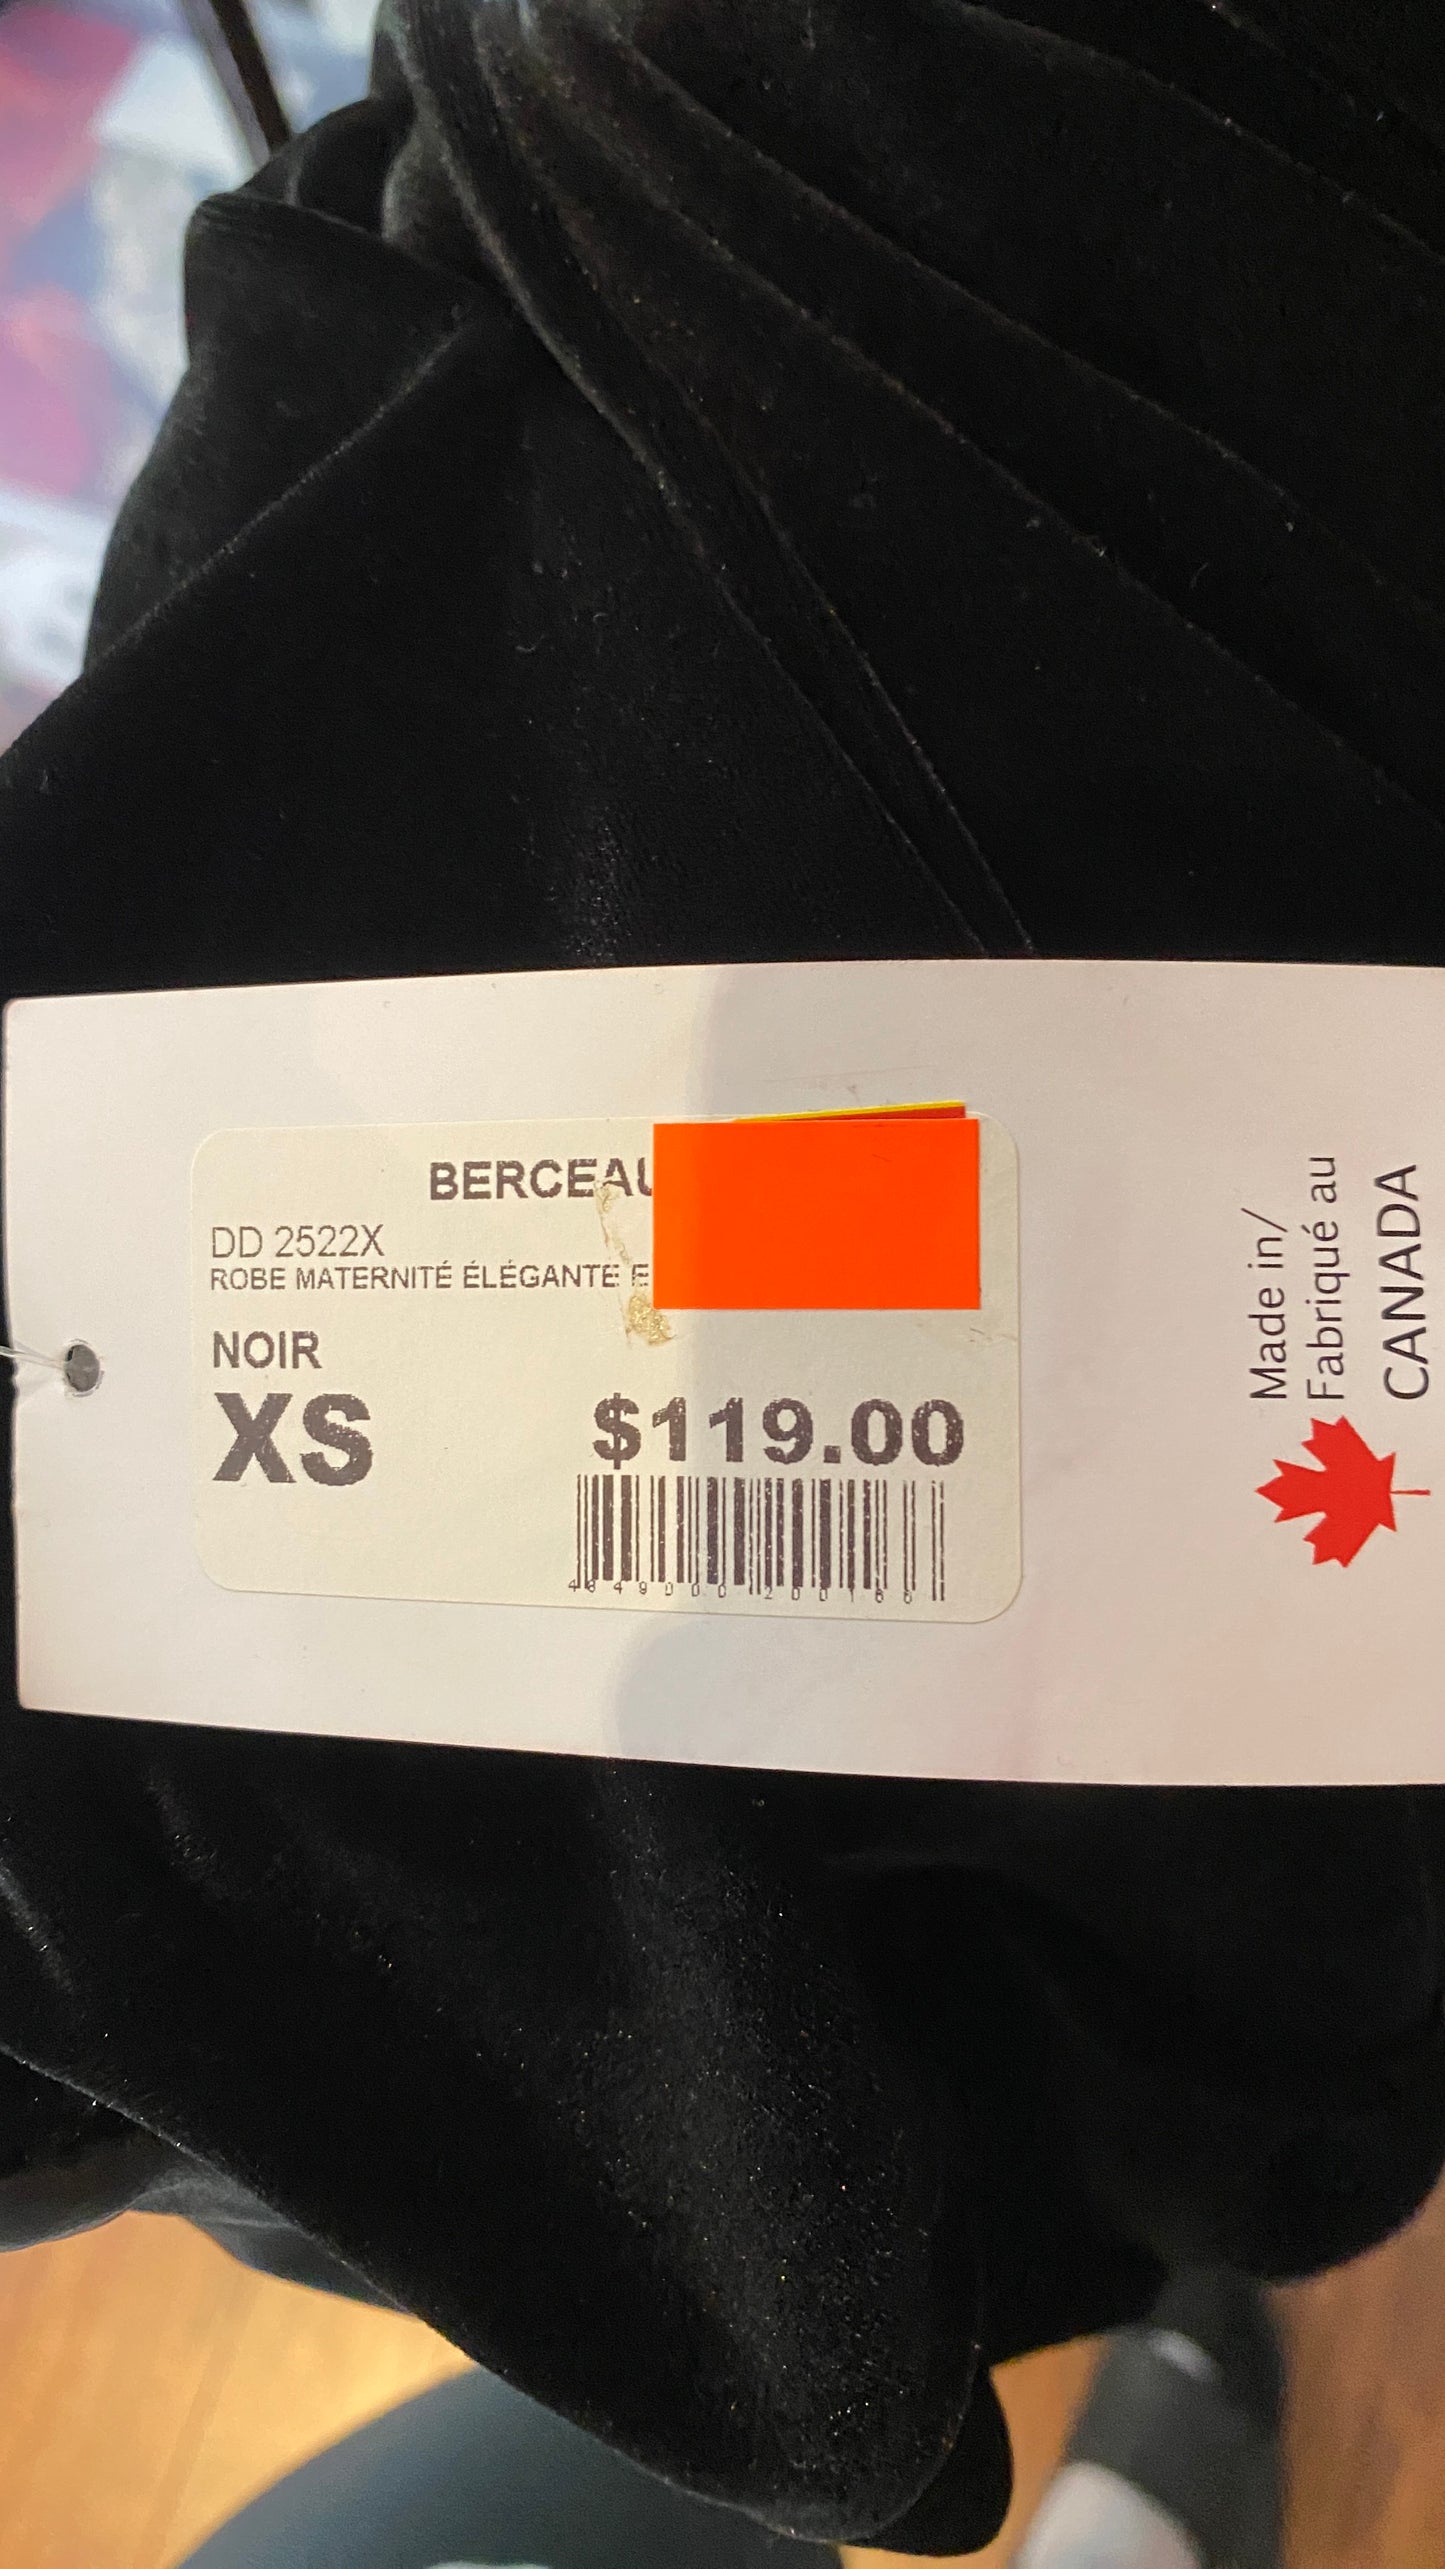 BERCEAU
DD 2522X
ROBE MATERNITÉ ÉLÉGANTE E
NOIR
XS
$119.00
Made in/
Fabriqué au
CANADA